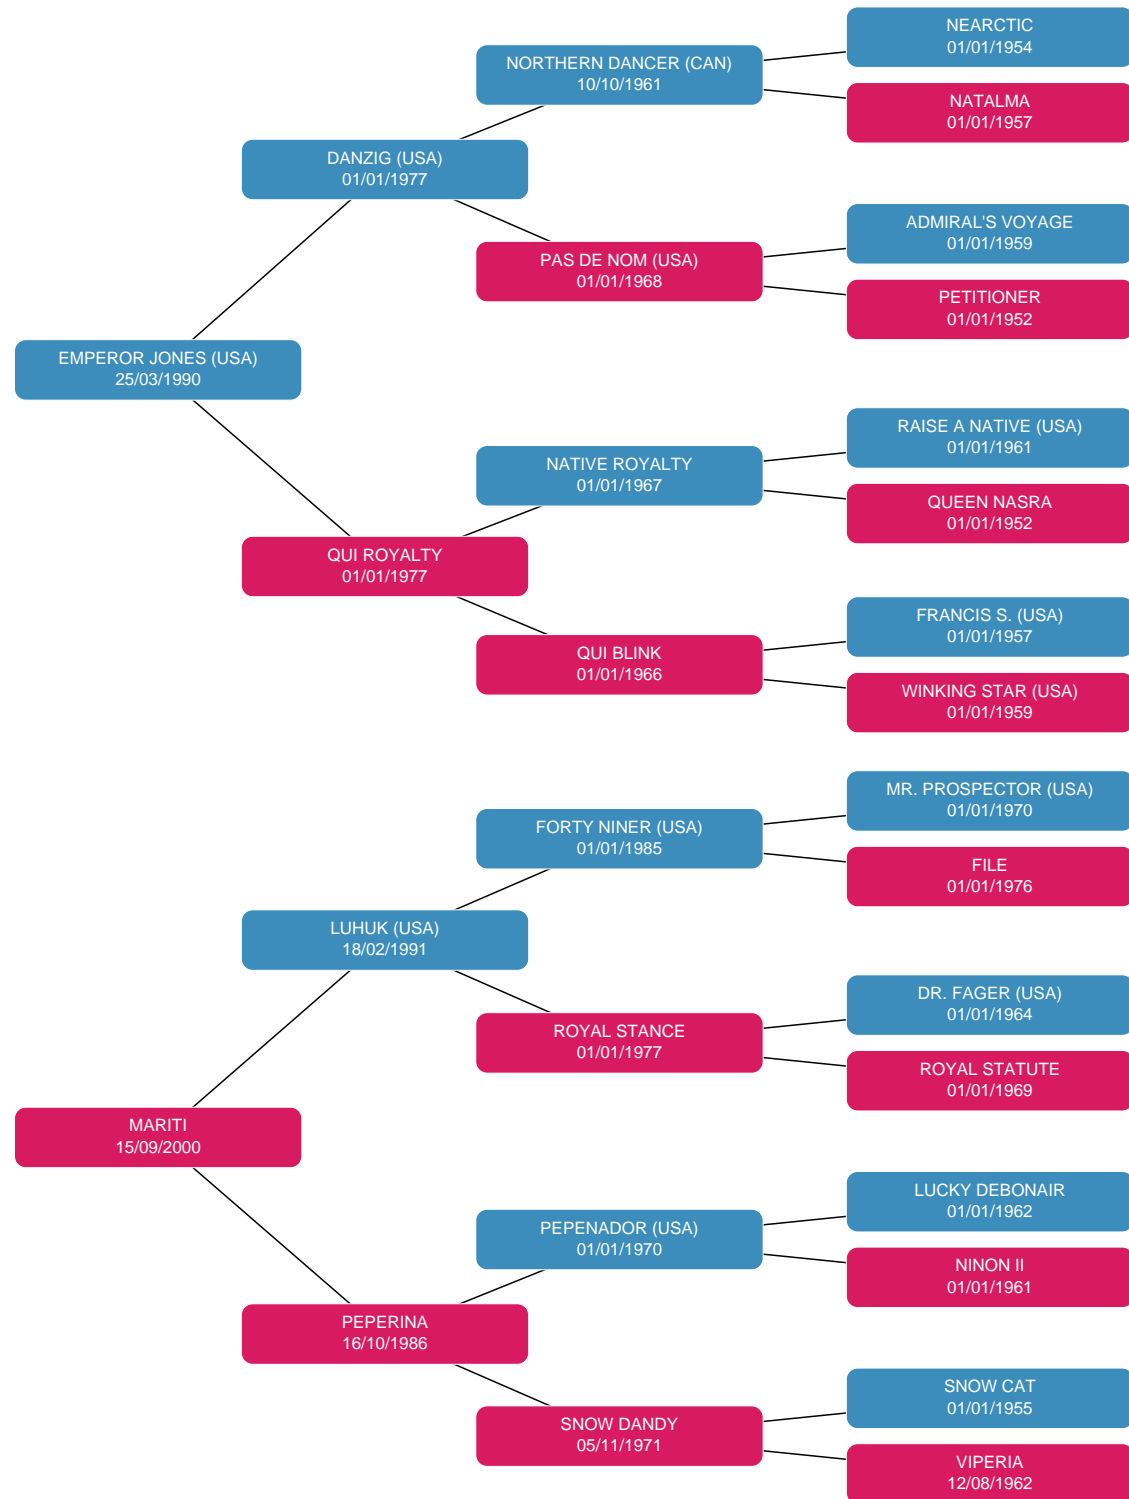 NEARCTIC
01/01/1954
NORTHERN DANCER (CAN)
10/10/1961
NATALMA
01/01/1957
DANZIG (USA)
01/01/1977
ADMIRAL'S VOYAGE
01/01/1959
PAS DE NOM (USA)
01/01/1968
PETITIONER
01/01/1952
EMPEROR JONES (USA)
25/03/1990
RAISE A NATIVE (USA)
01/01/1961
NATIVE ROYALTY
01/01/1967
QUEEN NASRA
01/01/1952
QUI ROYALTY
01/01/1977
FRANCIS S. (USA)
01/01/1957
QUI BLINK
01/01/1966
WINKING STAR (USA)
01/01/1959
MR. PROSPECTOR (USA)
01/01/1970
FORTY NINER (USA)
01/01/1985
FILE
01/01/1976
LUHUK (USA)
18/02/1991
DR. FAGER (USA)
01/01/1964
ROYAL STANCE
01/01/1977
ROYAL STATUTE
01/01/1969
MARITI
15/09/2000
LUCKY DEBONAIR
01/01/1962
PEPENADOR (USA)
01/01/1970
NINON II
01/01/1961
PEPERINA
16/10/1986
SNOW CAT
01/01/1955
SNOW DANDY
05/11/1971
VIPERIA
12/08/1962